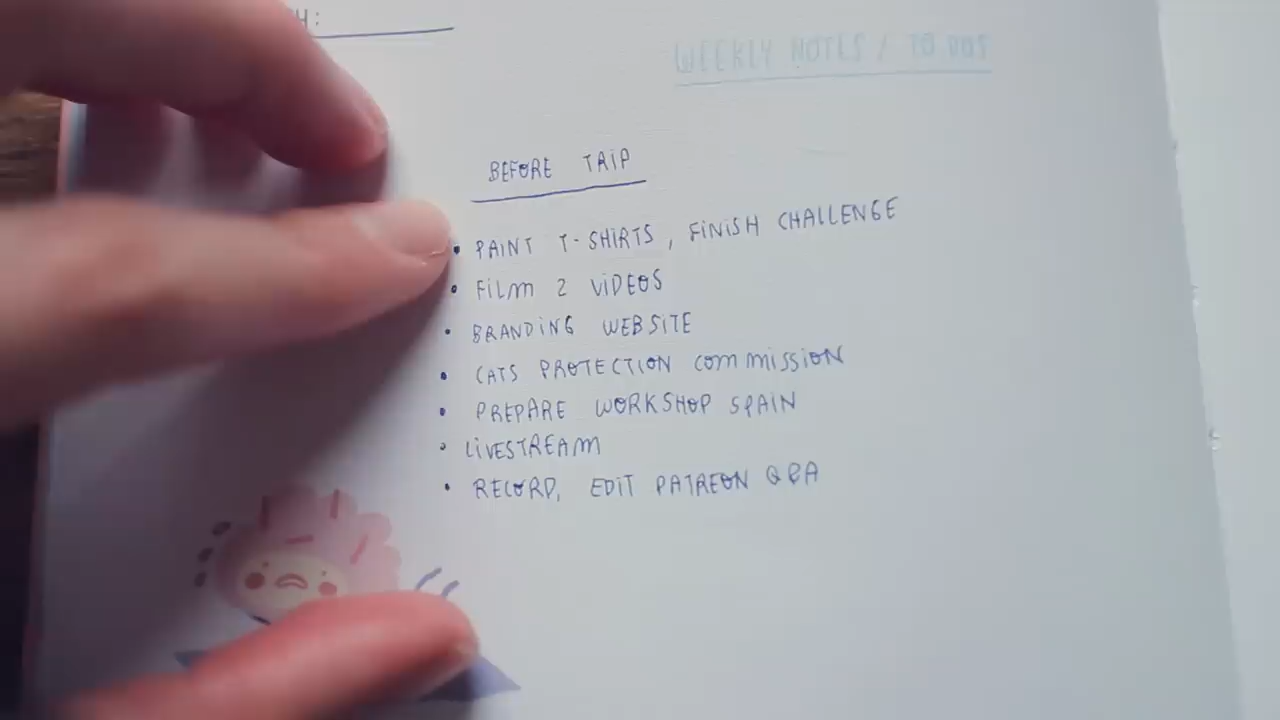 H:
WEEKLY NOTES / TO DOS
BEFORE TRiP
• PAINT T-SHiRTS, FiNiSH CHALLENGE
• FiLM 2 ViDEOS
• BRANDiNG WEBSiTE
• CATS PROTECTION COMMiSSiON
• PREPARE WORKSHOP SPAiN
• LiVESTREAM
• RECORD, EDiT PATREON Q&A